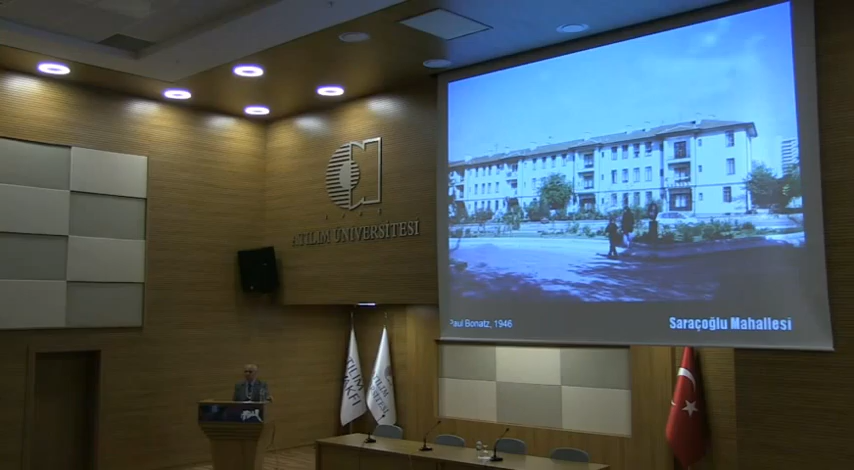 ATILIM ÜNİVERSİTESİ
Paul Bonatz, 1946
Saraçoğlu Mahallesi